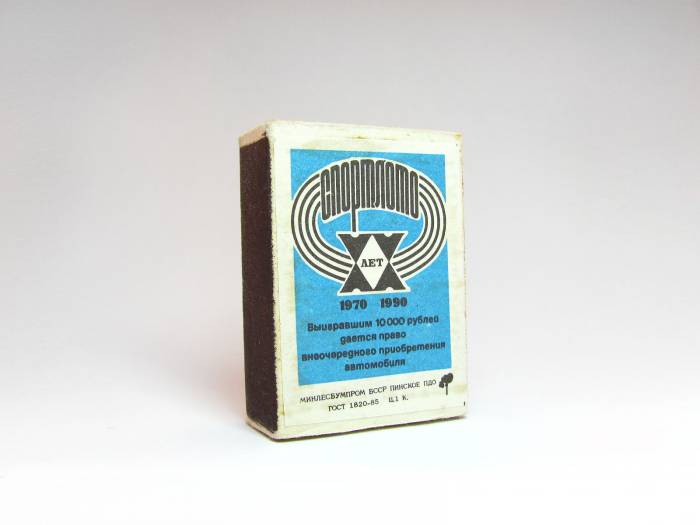 Спортлото
XX
ЛЕТ
1970 1990
Выигравшим 10 000 рублей
дается право
внеочередного приобретения
автомобиля
МИНЛЕСБУМПРОМ БССР ПИНСКОЕ ПДО
ГОСТ 1820-85 Ц.1 К.